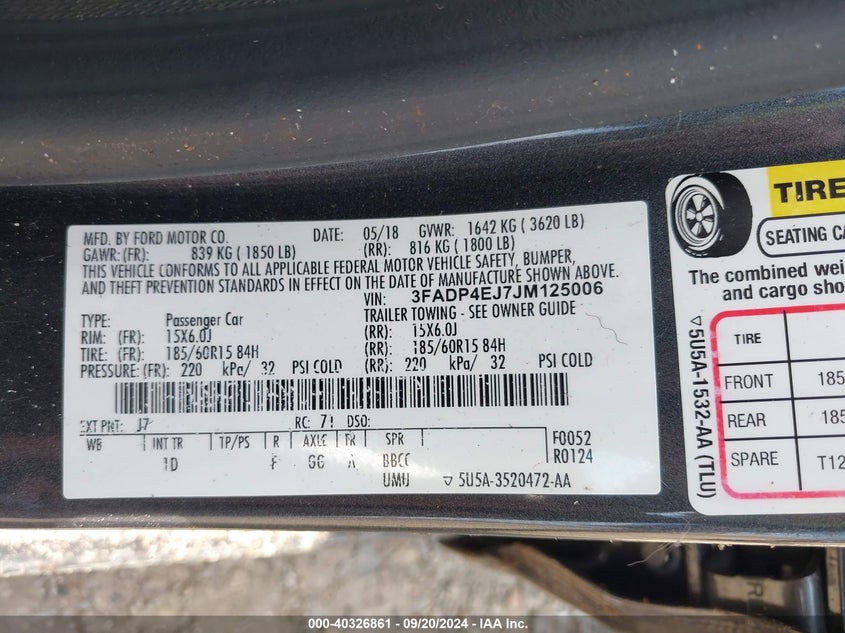 MFD. BY FORD MOTOR CO. DATE: 05/18 GVWR: 1642 KG ( 3620 LB)
GAWR: (FR): 839 KG ( 1850 LB) (RR): 816 KG ( 1800 LB)
THIS VEHICLE CONFORMS TO ALL APPLICABLE FEDERAL MOTOR VEHICLE SAFETY, BUMPER,
AND THEFT PREVENTION STANDARDS IN EFFECT ON THE DATE OF MANUFACTURE SHOWN ABOVE.
VIN: 3FADP4EJ7JM125006
TYPE: Passenger Car TRAILER TOWING - SEE OWNER GUIDE
RIM: (FR): 15X6.0J (RR): 15X6.0J
TIRE: (FR): 185/60R15 84H (RR): 185/60R15 84H
PRESSURE: (FR): 220 kPa/ 32 PSI COLD (RR): 220 kPa/ 32 PSI COLD
EXT PNT: J7 RC: 71 DSO:
WB INT TR TP/PS R AXLE TR SPR F0052
1D F GG A BBCC R0124
UMU ▽ 5U5A-3520472-AA
TIRE
SEATING CA
The combined wei
and cargo sho
TIRE
FRONT 185
REAR 185
SPARE T12
▽ 5U5A-1532-AA (TLU)
000-40326861 - 09/20/2024 - IAA Inc.